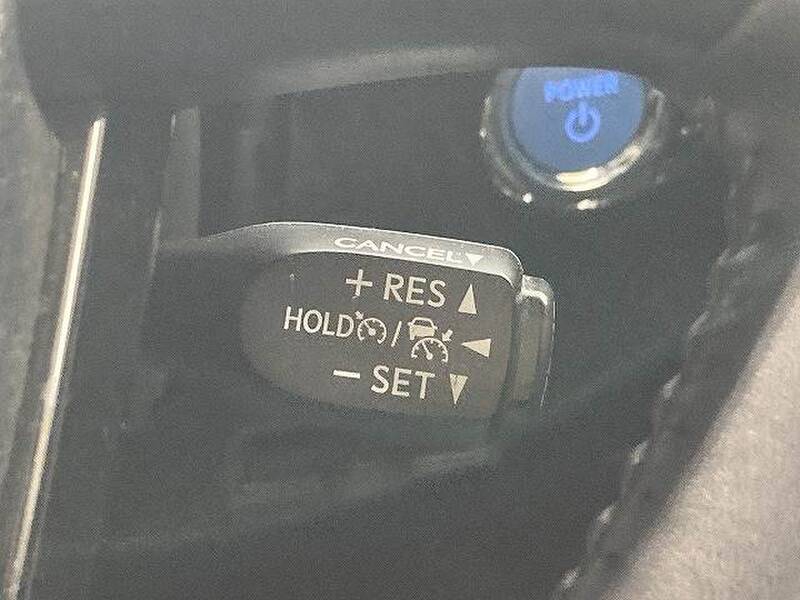 POWER
CANCEL▼
+ RES ▲
HOLD / ◀
− SET ▼